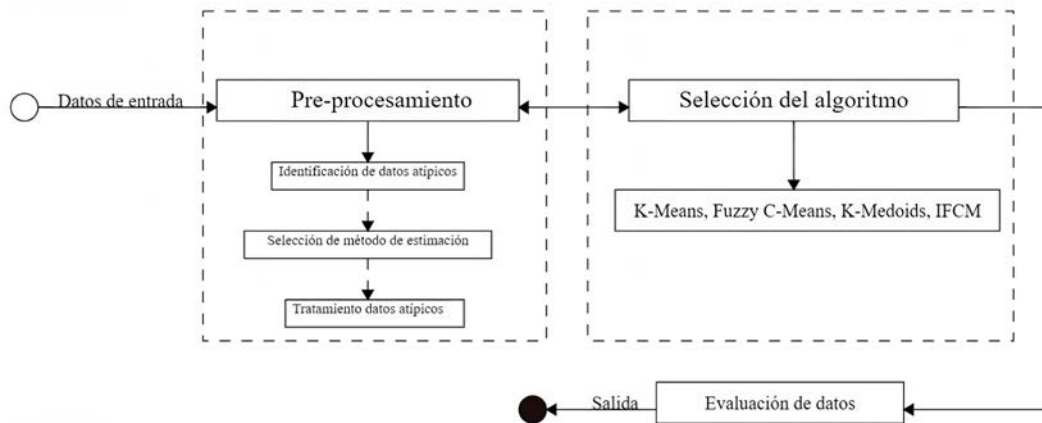 Datos de entrada
Pre-procesamiento
Identificación de datos atípicos
Selección de método de estimación
Tratamiento datos atípicos
Selección del algoritmo
K-Means, Fuzzy C-Means, K-Medoids, IFCM
Evaluación de datos
Salida